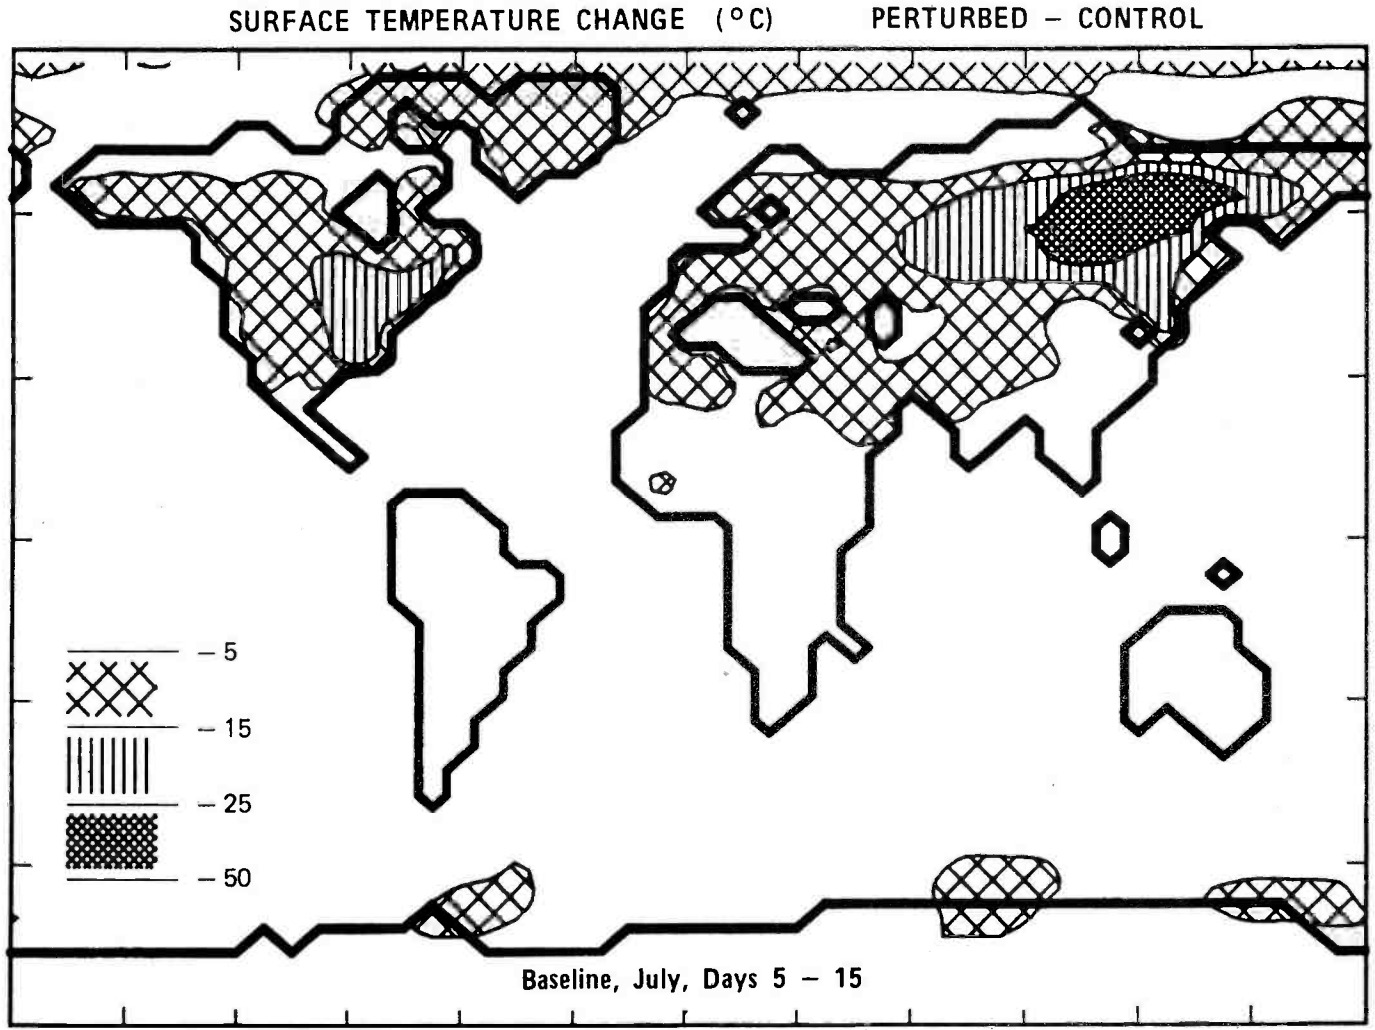 SURFACE TEMPERATURE CHANGE (°C) PERTURBED – CONTROL
– 5
– 15
– 25
– 50
Baseline, July, Days 5 – 15